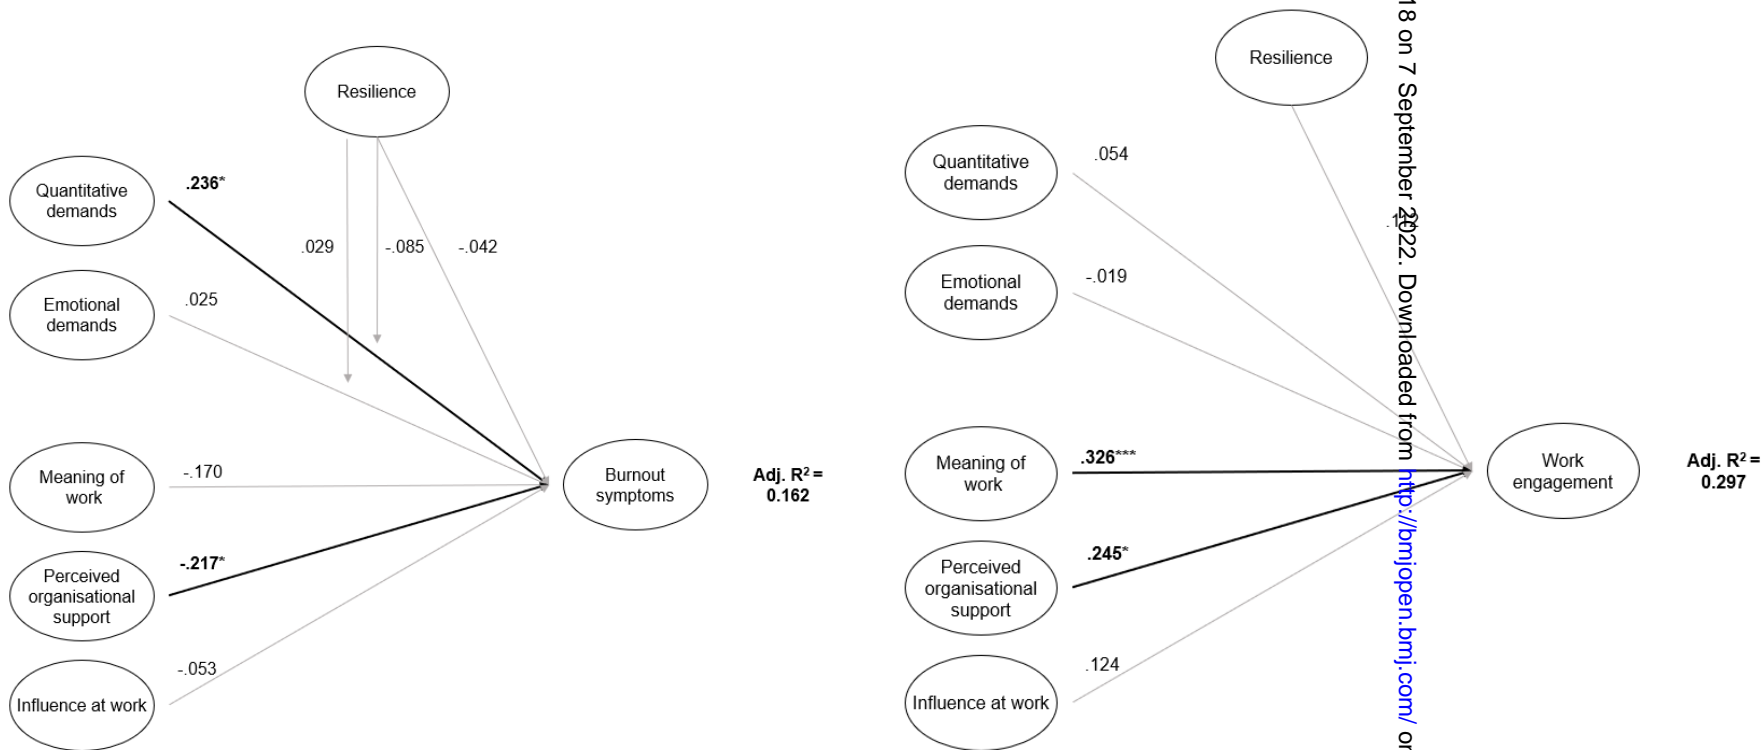 Resilience
Quantitative
demands
.236*
.029
-.085
-.042
Emotional
demands
.025
Meaning of
work
-.170
Burnout
symptoms
Adj. R² =
0.162
Perceived
organisational
support
-.217*
Influence at work
-.053
Resilience
Quantitative
demands
.054
Emotional
demands
-.019
Meaning of
work
.326***
Work
engagement
Adj. R² =
0.297
Perceived
organisational
support
.245*
Influence at work
.124
18 on 7 September 2022. Downloaded from http://bmjopen.bmj.com/ on